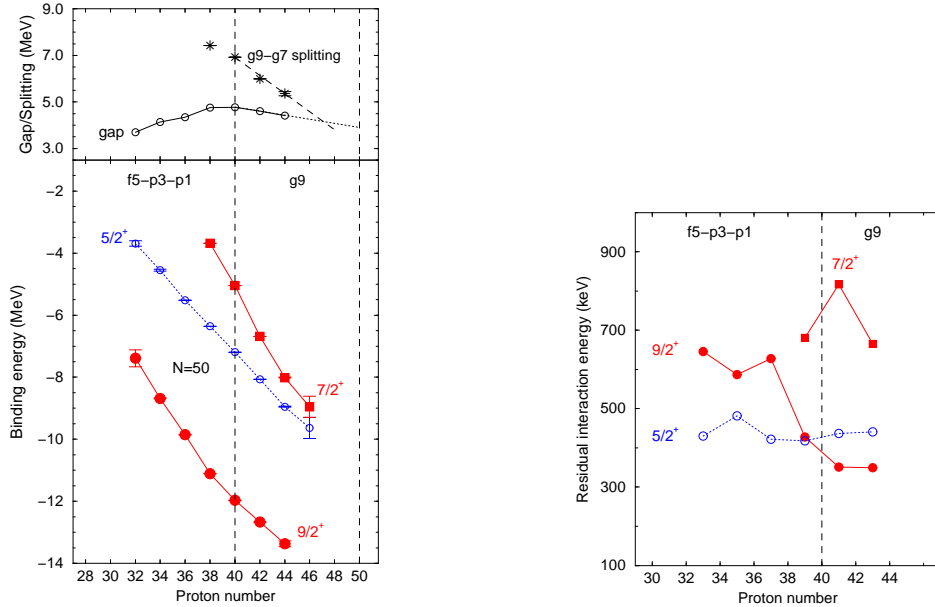 9.0
7.0
5.0
3.0
Gap/Splitting (MeV)
g9−g7 splitting
gap
f5−p3−p1
g9
−2
−4
−6
−8
−10
−12
−14
Binding energy (MeV)
5/2+
N=50
7/2+
9/2+
28 30 32 34 36 38 40 42 44 46 48 50
Proton number
f5−p3−p1
g9
900
700
500
300
100
Residual interaction energy (keV)
7/2+
9/2+
5/2+
30 32 34 36 38 40 42 44
Proton number